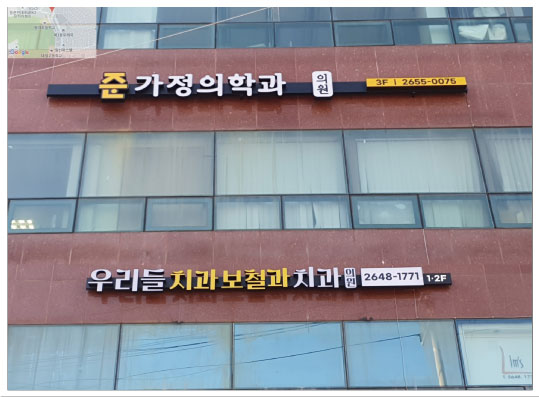 준 가정의학과 의원 3F | 2655-0075
우리들 치과보철과치과 의원 2648-1771 1·2F